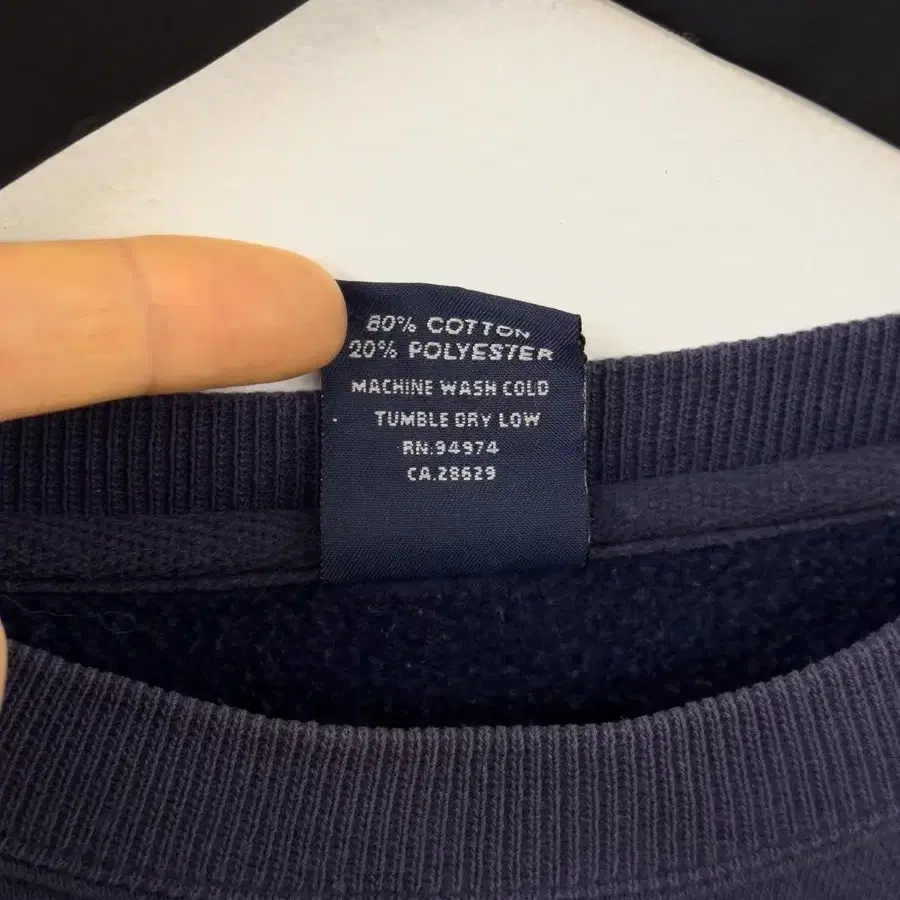 80% COTTON
20% POLYESTER
MACHINE WASH COLD
TUMBLE DRY LOW
RN:94974
CA.28629